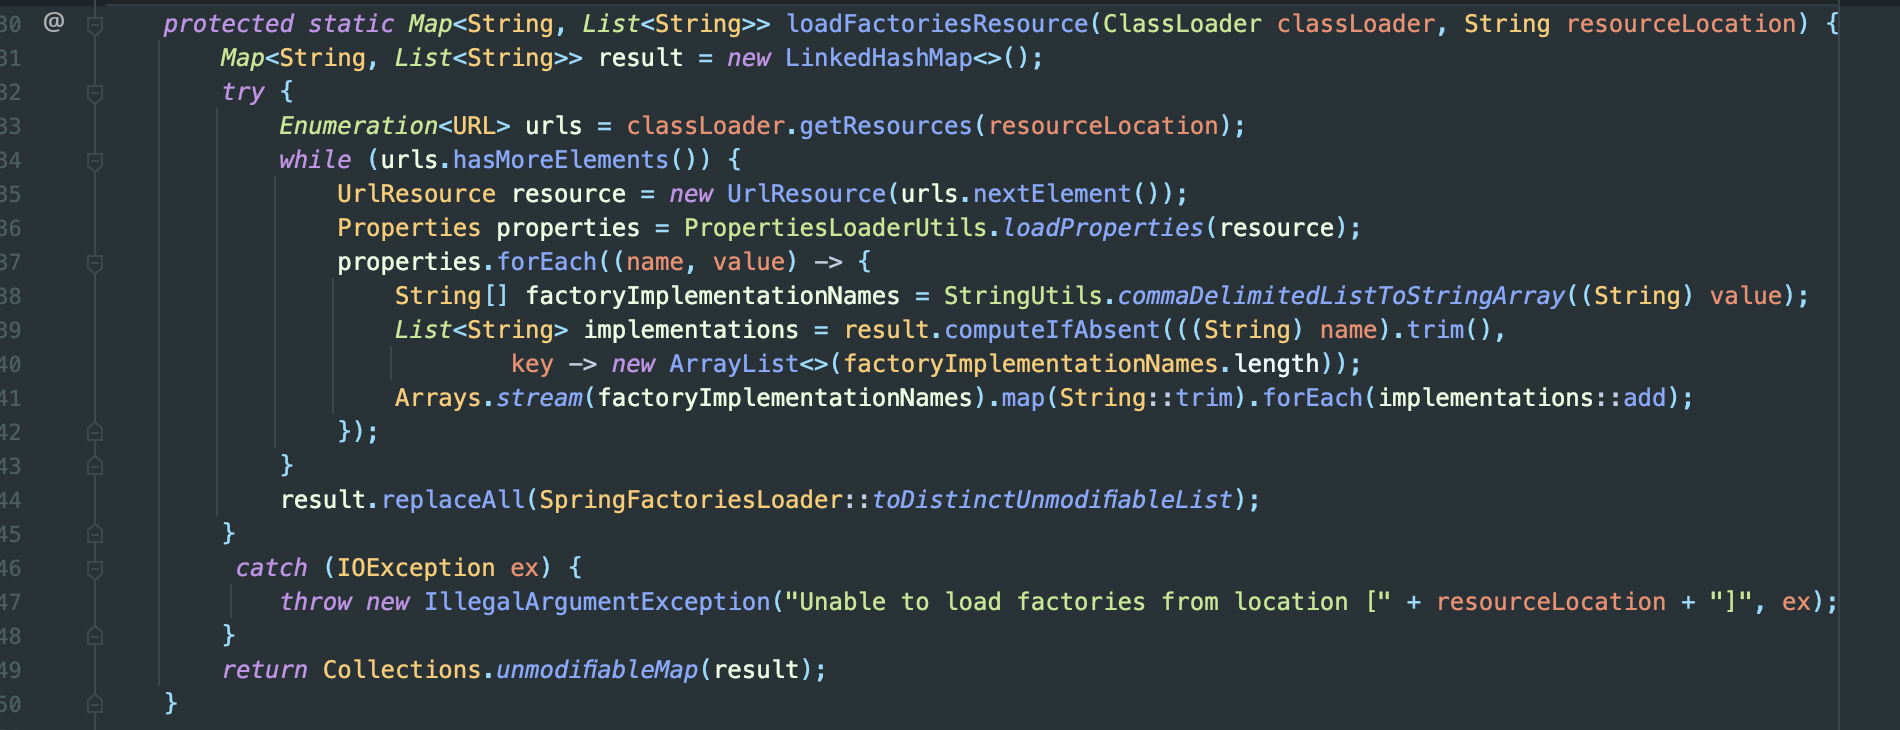 30 @ protected static Map<String, List<String>> loadFactoriesResource(ClassLoader classLoader, String resourceLocation) {
31 Map<String, List<String>> result = new LinkedHashMap<>();
32 try {
33 Enumeration<URL> urls = classLoader.getResources(resourceLocation);
34 while (urls.hasMoreElements()) {
35 UrlResource resource = new UrlResource(urls.nextElement());
36 Properties properties = PropertiesLoaderUtils.loadProperties(resource);
37 properties.forEach((name, value) -> {
38 String[] factoryImplementationNames = StringUtils.commaDelimitedListToStringArray((String) value);
39 List<String> implementations = result.computeIfAbsent(((String) name).trim(),
40 key -> new ArrayList<>(factoryImplementationNames.length));
41 Arrays.stream(factoryImplementationNames).map(String::trim).forEach(implementations::add);
42 });
43 }
44 result.replaceAll(SpringFactoriesLoader::toDistinctUnmodifiableList);
45 }
46 catch (IOException ex) {
47 throw new IllegalArgumentException("Unable to load factories from location [" + resourceLocation + "]", ex);
48 }
49 return Collections.unmodifiableMap(result);
50 }